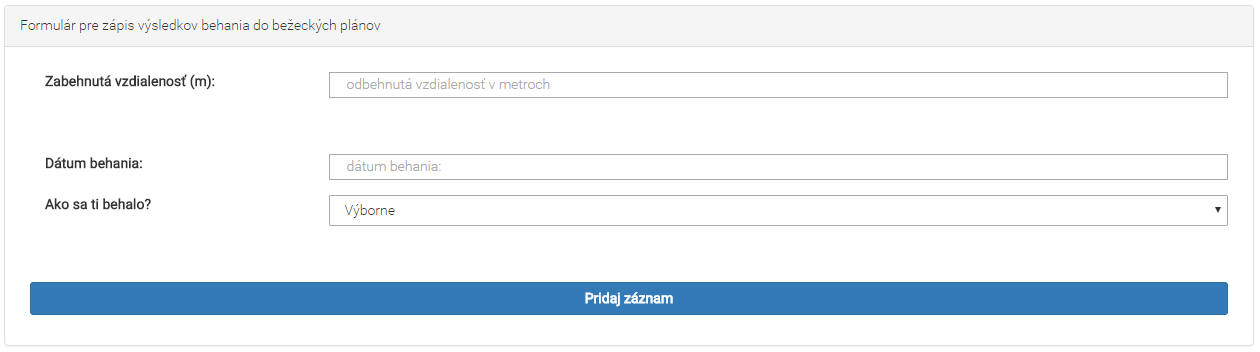 Formulár pre zápis výsledkov behania do bežeckých plánov
Zabehnutá vzdialenosť (m):
odbehnutá vzdialenosť v metroch
Dátum behania:
dátum behania:
Ako sa ti behalo?
Výborne
Pridaj záznam